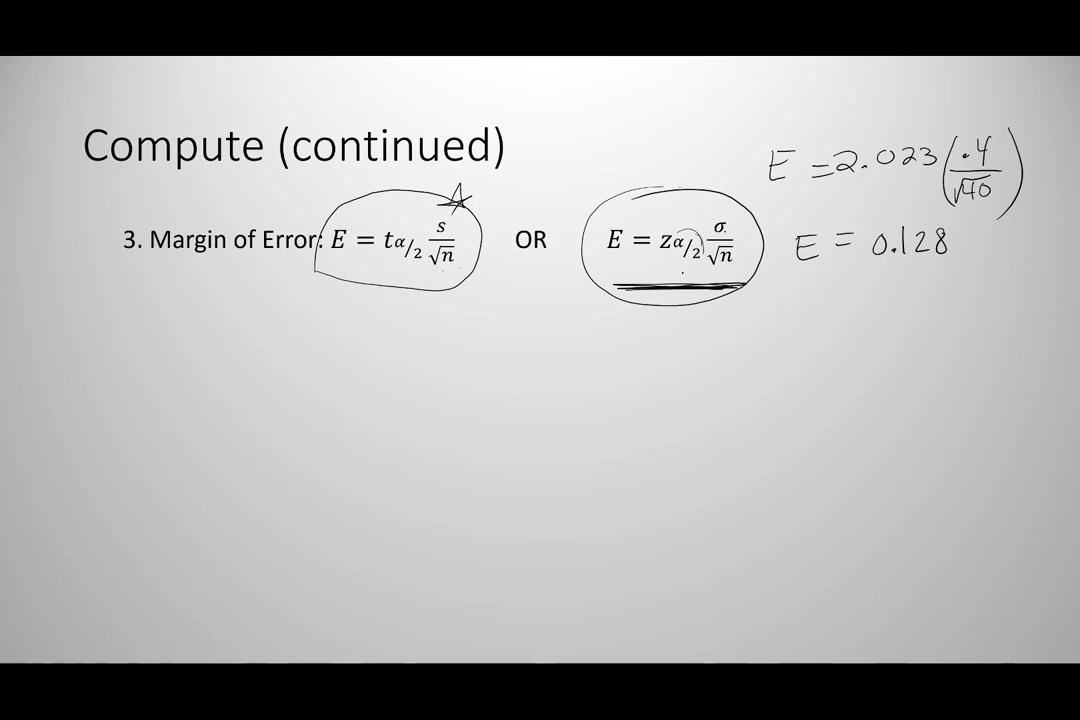 Compute (continued)
E = 2.023(.4/√40)
3. Margin of Error: E = tα/2 s/√n OR E = zα/2 σ/√n
E = 0.128